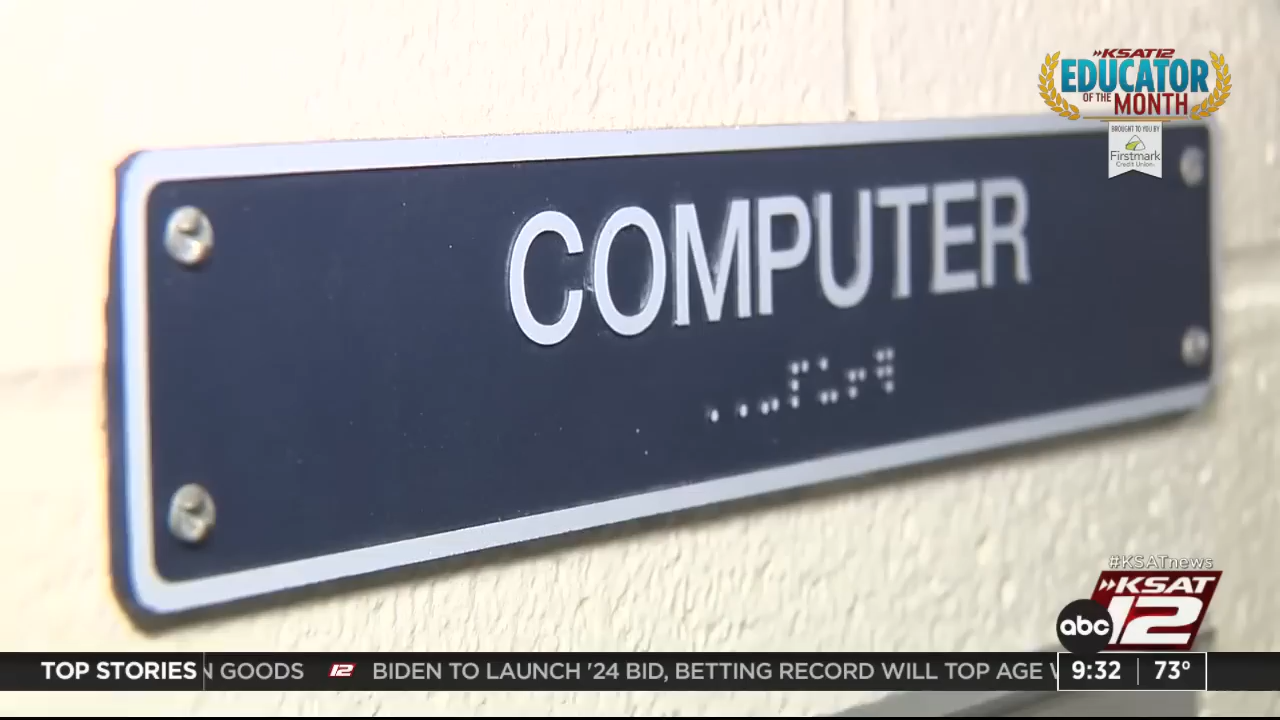 KSAT12
EDUCATOR
OF THE MONTH
BROUGHT TO YOU BY
Firstmark
Credit Union
COMPUTER
#KSATnews
KSAT
12
abc
TOP STORIES N GOODS 12 BIDEN TO LAUNCH '24 BID, BETTING RECORD WILL TOP AGE 9:32 73°